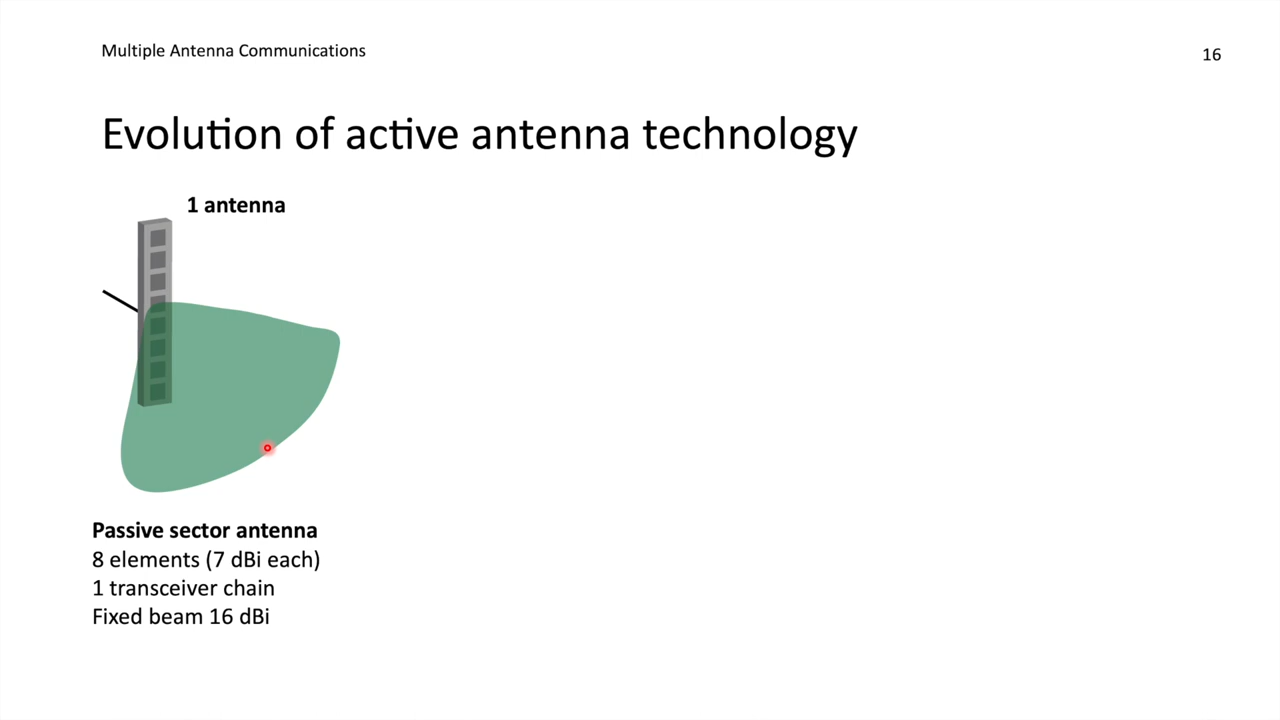 Multiple Antenna Communications
16
Evolution of active antenna technology
1 antenna
Passive sector antenna
8 elements (7 dBi each)
1 transceiver chain
Fixed beam 16 dBi